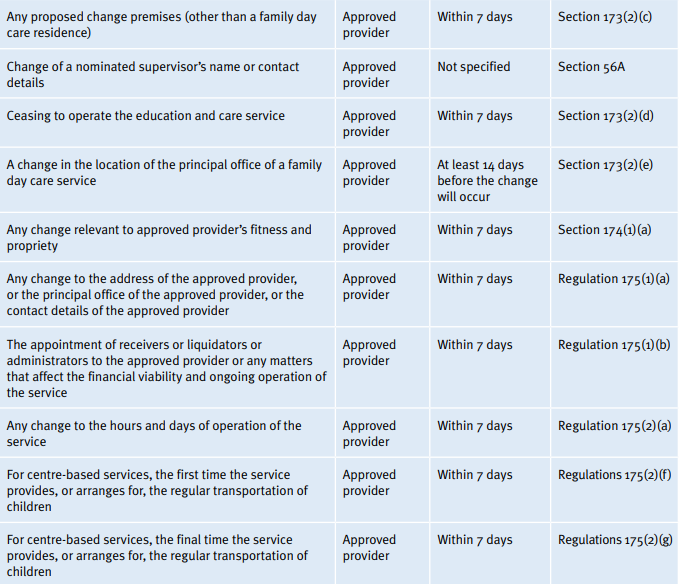 Any proposed change premises (other than a family day
care residence)
Approved
provider
Within 7 days
Section 173(2)(c)
Change of a nominated supervisor's name or contact
details
Approved
provider
Not specified
Section 56A
Ceasing to operate the education and care service
Approved
provider
Within 7 days
Section 173(2)(d)
A change in the location of the principal office of a family
day care service
Approved
provider
At least 14 days
before the change
will occur
Section 173(2)(e)
Any change relevant to approved provider's fitness and
propriety
Approved
provider
Within 7 days
Section 174(1)(a)
Any change to the address of the approved provider,
or the principal office of the approved provider, or the
contact details of the approved provider
Approved
provider
Within 7 days
Regulation 175(1)(a)
The appointment of receivers or liquidators or
administrators to the approved provider or any matters
that affect the financial viability and ongoing operation of
the service
Approved
provider
Within 7 days
Regulation 175(1)(b)
Any change to the hours and days of operation of the
service
Approved
provider
Within 7 days
Regulation 175(2)(a)
For centre-based services, the first time the service
provides, or arranges for, the regular transportation of
children
Approved
provider
Within 7 days
Regulations 175(2)(f)
For centre-based services, the final time the service
provides, or arranges for, the regular transportation of
children
Approved
provider
Within 7 days
Regulations 175(2)(g)